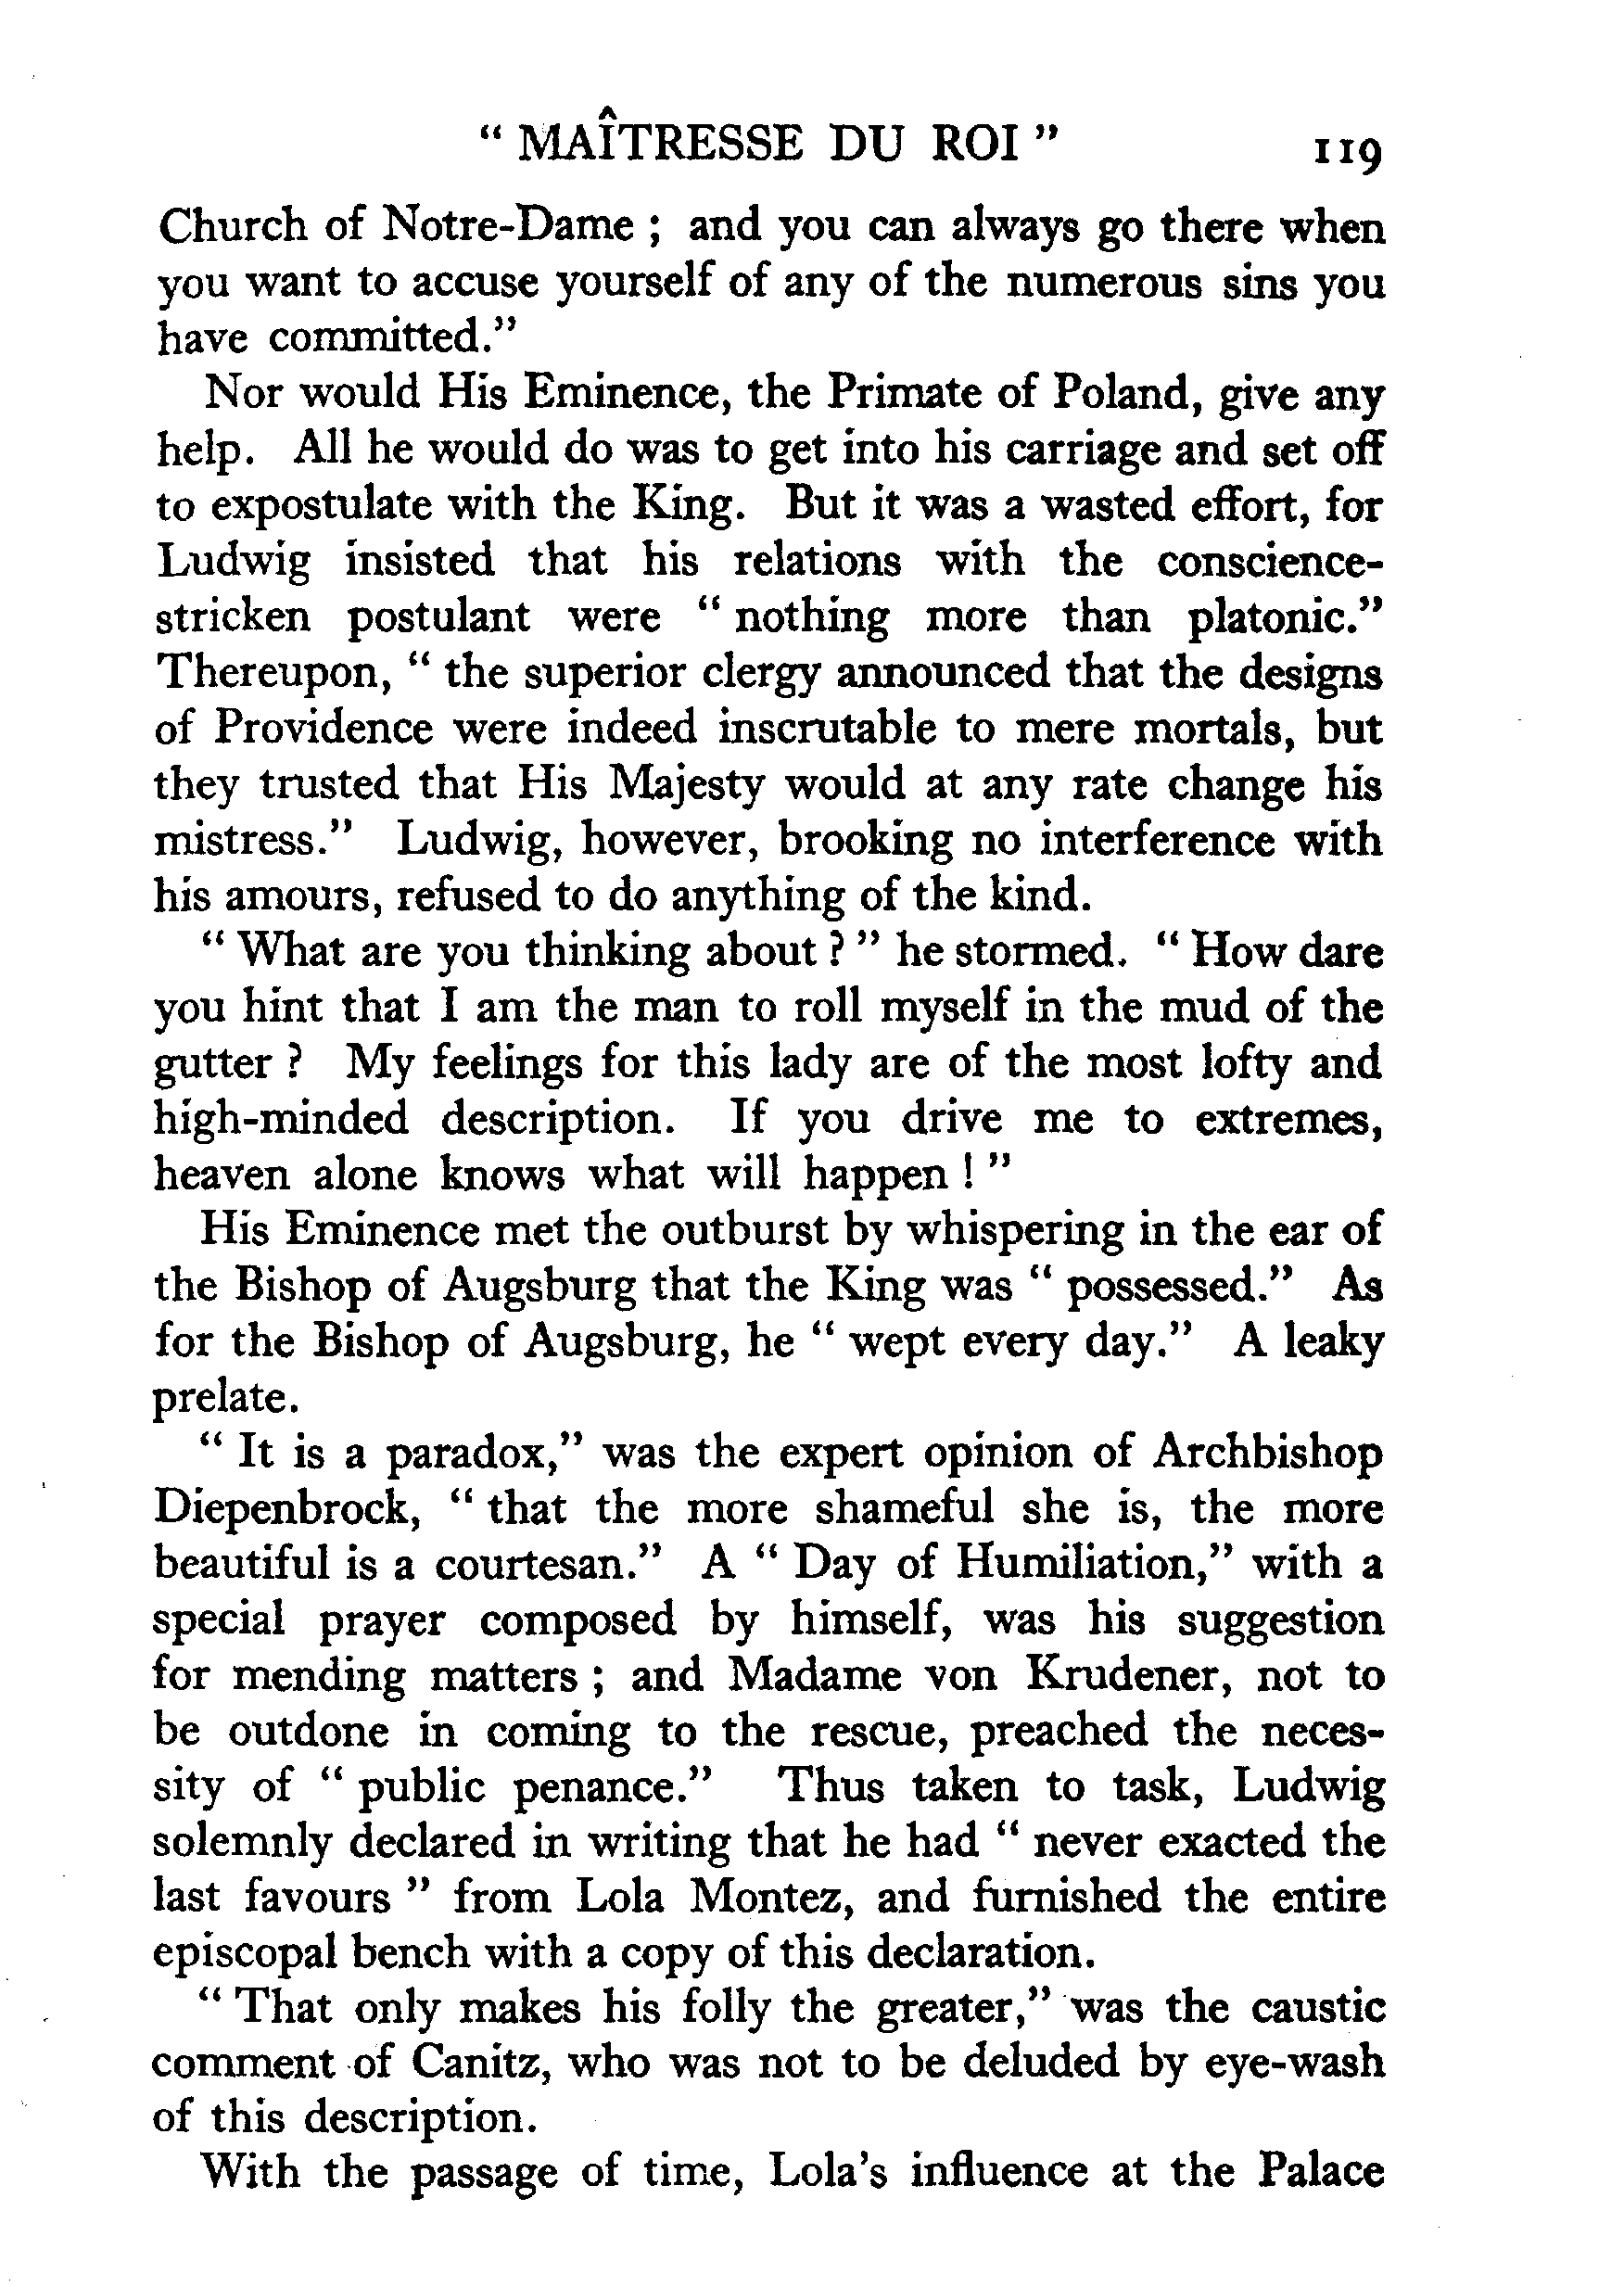 " MAÎTRESSE DU ROI " 119
Church of Notre-Dame ; and you can always go there when
you want to accuse yourself of any of the numerous sins you
have committed."
Nor would His Eminence, the Primate of Poland, give any
help. All he would do was to get into his carriage and set off
to expostulate with the King. But it was a wasted effort, for
Ludwig insisted that his relations with the conscience-
stricken postulant were " nothing more than platonic."
Thereupon, " the superior clergy announced that the designs
of Providence were indeed inscrutable to mere mortals, but
they trusted that His Majesty would at any rate change his
mistress." Ludwig, however, brooking no interference with
his amours, refused to do anything of the kind.
" What are you thinking about ? " he stormed. " How dare
you hint that I am the man to roll myself in the mud of the
gutter ? My feelings for this lady are of the most lofty and
high-minded description. If you drive me to extremes,
heaven alone knows what will happen ! "
His Eminence met the outburst by whispering in the ear of
the Bishop of Augsburg that the King was " possessed." As
for the Bishop of Augsburg, he " wept every day." A leaky
prelate.
" It is a paradox," was the expert opinion of Archbishop
Diepenbrock, " that the more shameful she is, the more
beautiful is a courtesan." A " Day of Humiliation," with a
special prayer composed by himself, was his suggestion
for mending matters ; and Madame von Krudener, not to
be outdone in coming to the rescue, preached the neces-
sity of " public penance." Thus taken to task, Ludwig
solemnly declared in writing that he had " never exacted the
last favours " from Lola Montez, and furnished the entire
episcopal bench with a copy of this declaration.
" That only makes his folly the greater," was the caustic
comment of Canitz, who was not to be deluded by eye-wash
of this description.
With the passage of time, Lola's influence at the Palace